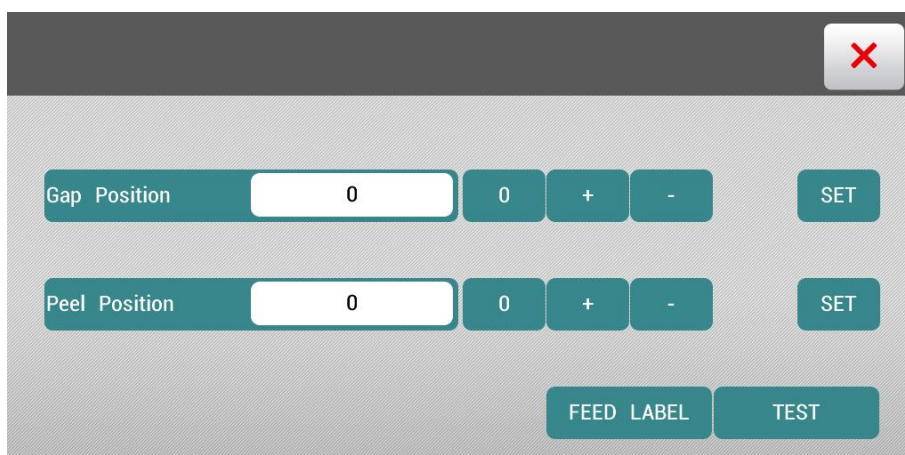 Gap Position 0 0 + - SET
Peel Position 0 0 + - SET
FEED LABEL TEST